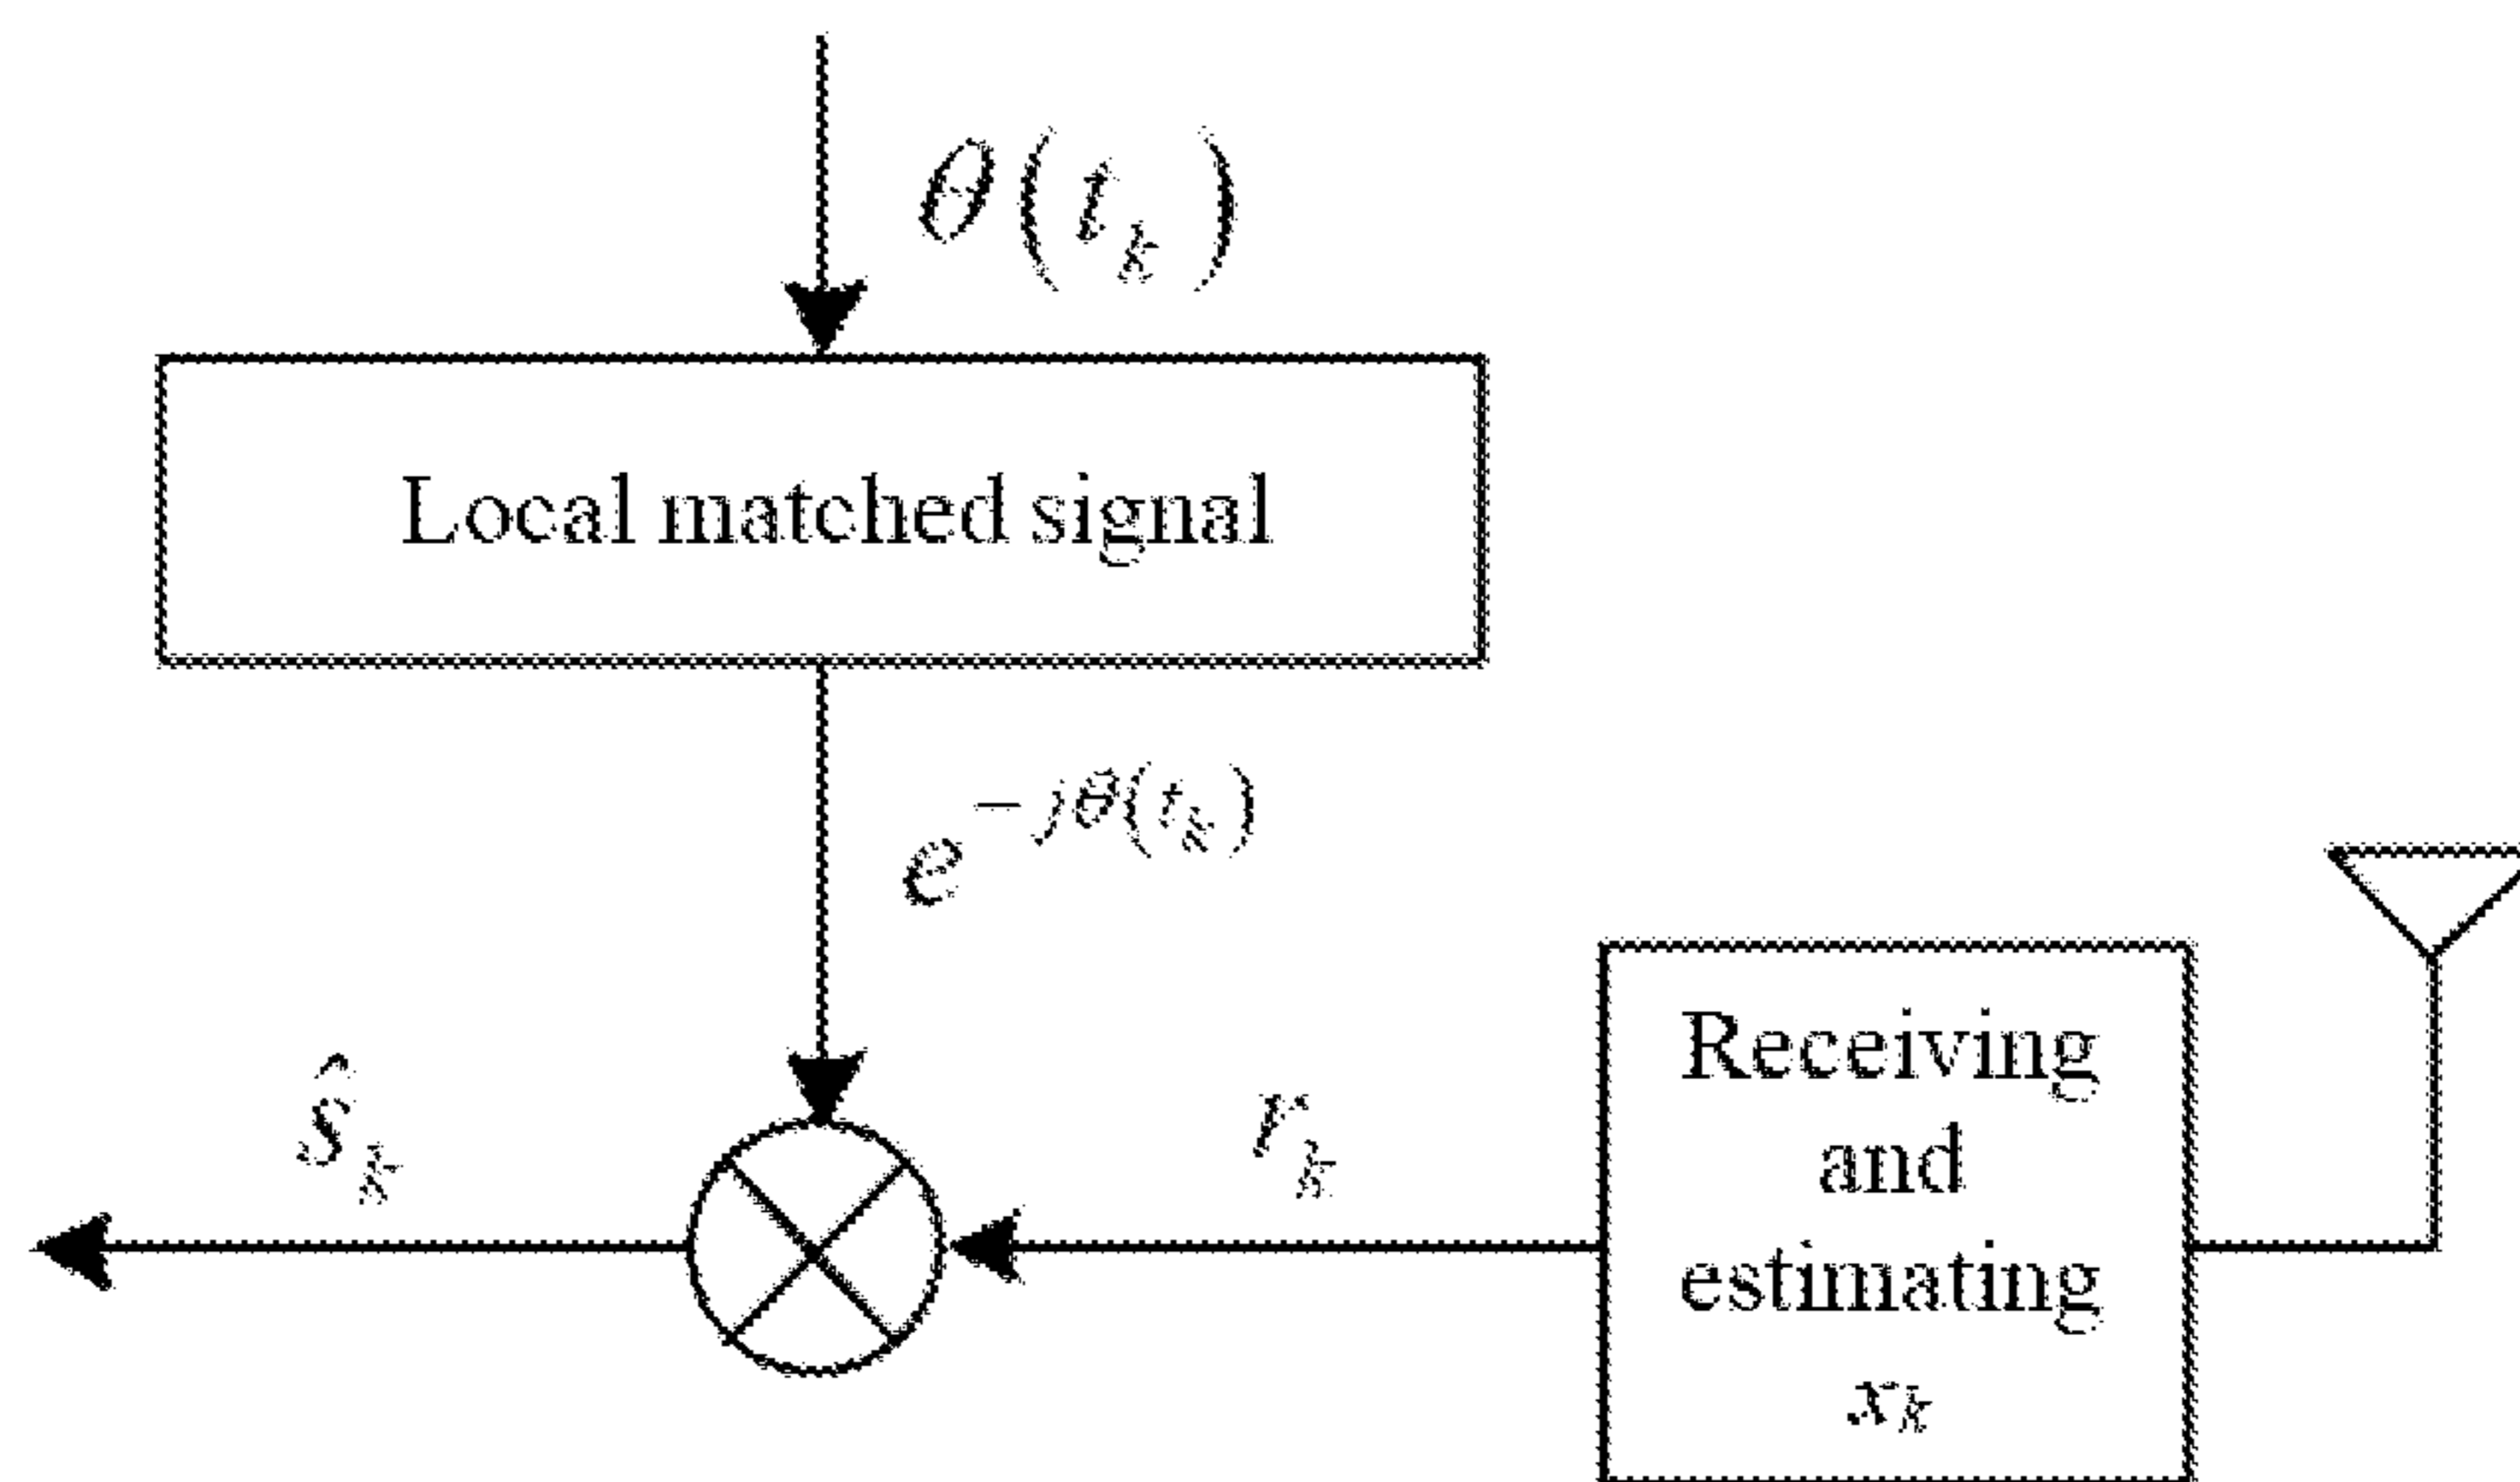 θ(t_k)
Local matched signal
e^{-jθ(t_k)}
ŝ_k
r_k
Receiving
and
estimating
x_k